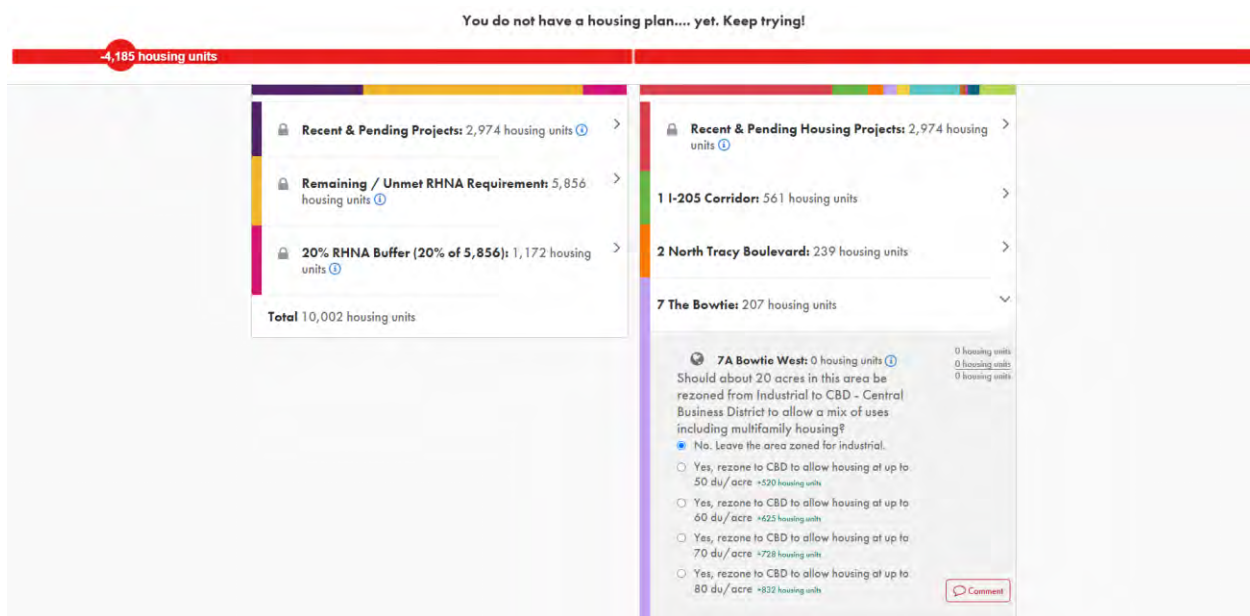 You do not have a housing plan.... yet. Keep trying!
-4,185 housing units
Recent & Pending Projects: 2,974 housing units
Remaining / Unmet RHNA Requirement: 5,856
housing units
20% RHNA Buffer (20% of 5,856): 1,172 housing
units
Total 10,002 housing units
Recent & Pending Housing Projects: 2,974 housing
units
1 I-205 Corridor: 561 housing units
2 North Tracy Boulevard: 239 housing units
7 The Bowtie: 207 housing units
7A Bowtie West: 0 housing units
0 housing units
0 housing units
0 housing units
Should about 20 acres in this area be
rezoned from Industrial to CBD - Central
Business District to allow a mix of uses
including multifamily housing?
No. Leave the area zoned for industrial.
Yes, rezone to CBD to allow housing at up to
50 du/acre +520 housing units
Yes, rezone to CBD to allow housing at up to
60 du/acre +625 housing units
Yes, rezone to CBD to allow housing at up to
70 du/acre +728 housing units
Yes, rezone to CBD to allow housing at up to
80 du/acre +832 housing units
Comment